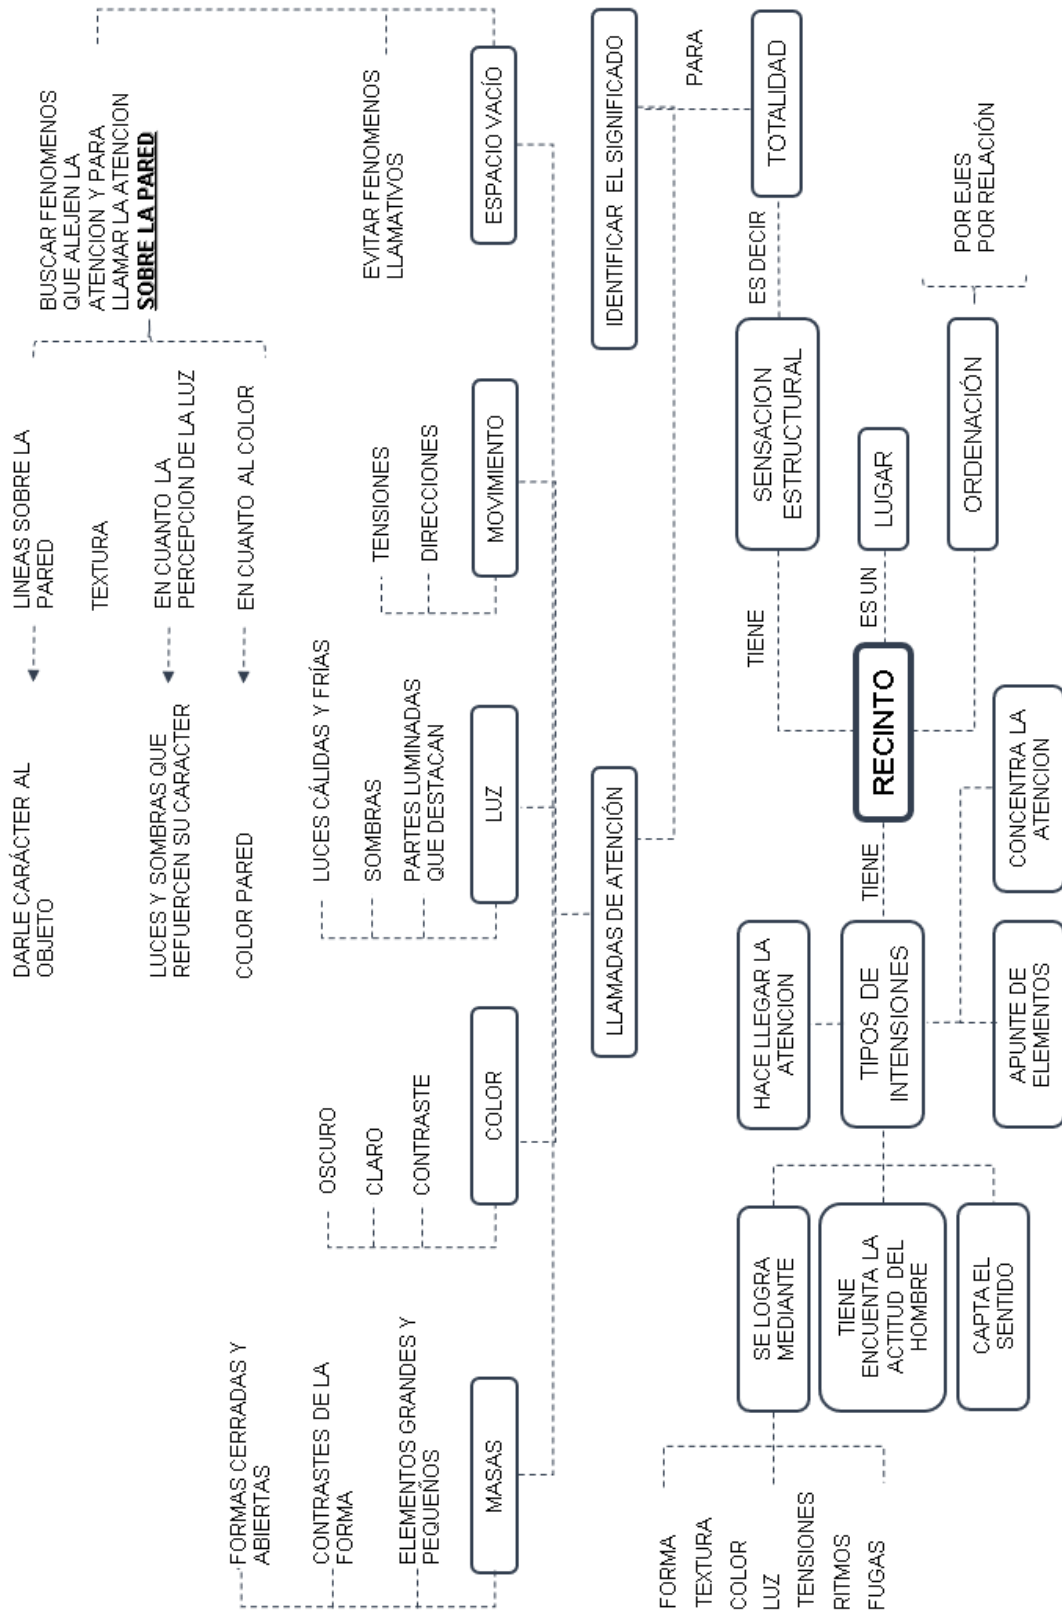 DARLE CARÁCTER AL
OBJETO
LINEAS SOBRE LA
PARED
TEXTURA
LUCES Y SOMBRAS QUE
REFUERCEN SU CARACTER
EN CUANTO LA
PERCEPCION DE LA LUZ
COLOR PARED
EN CUANTO AL COLOR
BUSCAR FENOMENOS
QUE ALEJEN LA
ATENCION Y PARA
LLAMAR LA ATENCION
SOBRE LA PARED
EVITAR FENOMENOS
LLAMATIVOS
FORMAS CERRADAS Y
ABIERTAS
CONTRASTES DE LA
FORMA
ELEMENTOS GRANDES Y
PEQUEÑOS
MASAS
OSCURO
CLARO
CONTRASTE
COLOR
LUCES CÁLIDAS Y FRÍAS
SOMBRAS
PARTES LUMINADAS
QUE DESTACAN
LUZ
TENSIONES
DIRECCIONES
MOVIMIENTO
ESPACIO VACÍO
LLAMADAS DE ATENCIÓN
IDENTIFICAR EL SIGNIFICADO
PARA
TOTALIDAD
ES DECIR
SENSACION
ESTRUCTURAL
TIENE
LUGAR
ES UN
RECINTO
ORDENACIÓN
POR EJES
POR RELACIÓN
TIENE
TIPOS DE
INTENSIONES
HACE LLEGAR LA
ATENCION
APUNTE DE
ELEMENTOS
CONCENTRA LA
ATENCION
SE LOGRA
MEDIANTE
TIENE
ENCUENTA LA
ACTITUD DEL
HOMBRE
CAPTA EL
SENTIDO
FORMA
TEXTURA
COLOR
LUZ
TENSIONES
RITMOS
FUGAS